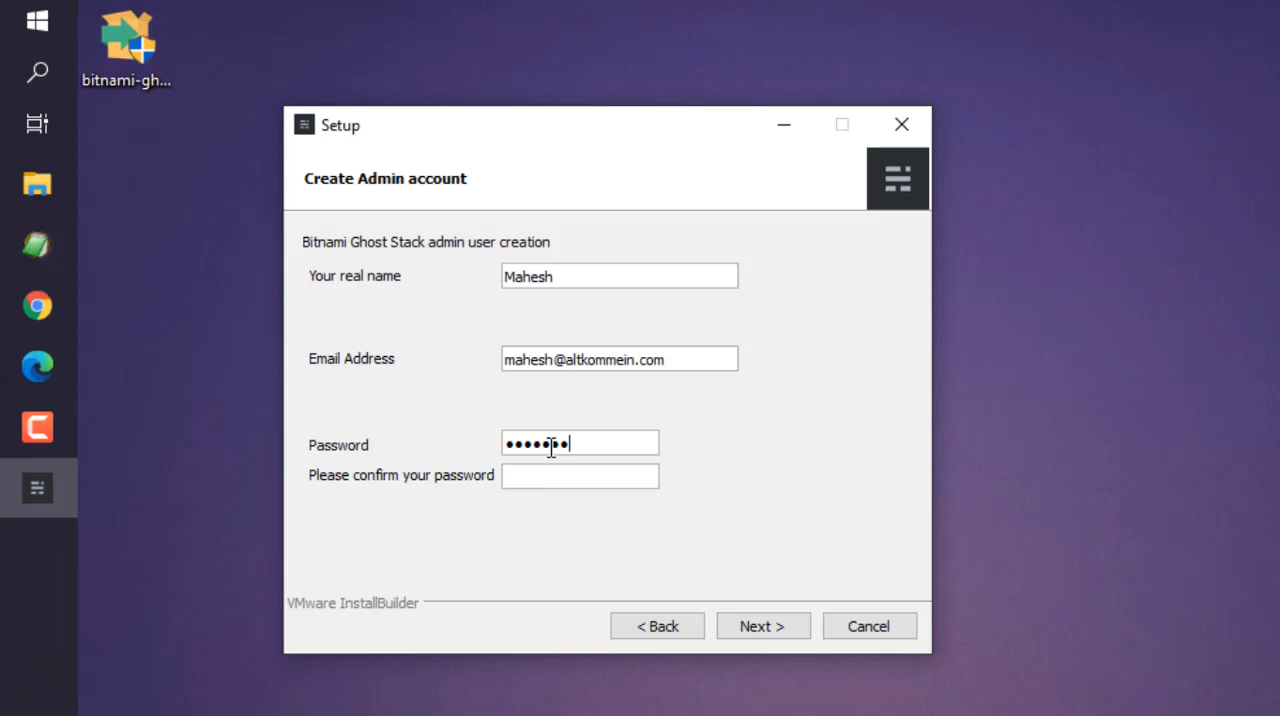 bitnami-gh...
Setup
Create Admin account
Bitnami Ghost Stack admin user creation
Your real name
Mahesh
Email Address
mahesh@altkommein.com
Password
•••••••
Please confirm your password
VMware InstallBuilder
< Back
Next >
Cancel